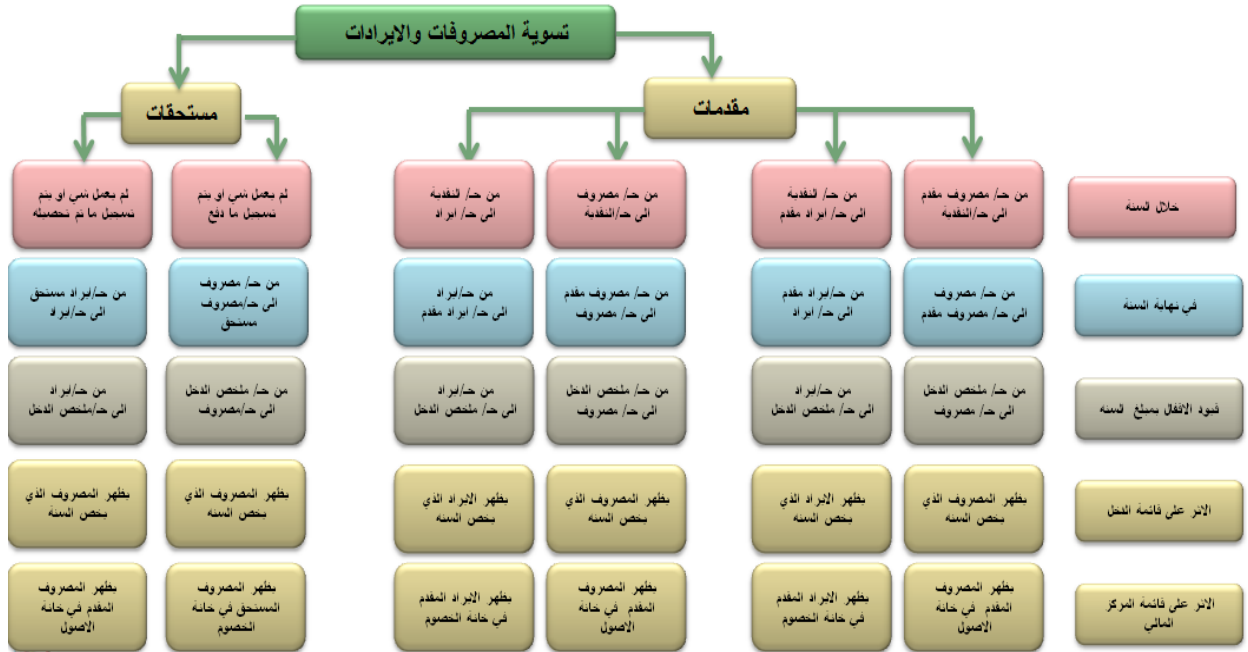 تسوية المصروفات والايرادات
مقدمات
مستحقات
خلال السنة
من حـ/ مصروف مقدم
الى حـ/النقدية
من حـ/ النقدية
الى حـ/ ايراد مقدم
من حـ/ مصروف
الى حـ/النقدية
من حـ/ النقدية
الى حـ/ ايراد
لم يعمل شي او يتم
تسجيل ما دفع
لم يعمل شي او يتم
تسجيل ما تم تحصيله
في نهاية السنة
من حـ/ مصروف
الى حـ/ مصروف مقدم
من حـ/ايراد مقدم
الى حـ/ ايراد
من حـ/ مصروف مقدم
الى حـ/ مصروف
من حـ/ايراد
الى حـ/ ايراد مقدم
من حـ/ مصروف
الى حـ/مصروف
مستحق
من حـ/ايراد مستحق
الى حـ/ايراد
قيود الاقفال بمبلغ السنه
من حـ/ ملخص الدخل
الى حـ/ مصروف
من حـ/ايراد
الى حـ/ ملخص الدخل
من حـ/ ملخص الدخل
الى حـ/ مصروف
من حـ/ايراد
الى حـ/ ملخص الدخل
من حـ/ ملخص الدخل
الى حـ/مصروف
من حـ/ايراد
الى حـ/ملخص الدخل
الاثر على قائمة الدخل
يظهر المصروف الذي
يخص السنه
يظهر الايراد الذي
يخص السنه
يظهر المصروف الذي
يخص السنه
يظهر الايراد الذي
يخص السنه
يظهر المصروف الذي
يخص السنه
يظهر المصروف الذي
يخص السنة
الاثر على قائمة المركز
المالي
يظهر المصروف
المقدم في خانة
الاصول
يظهر الايراد المقدم
في خانة الخصوم
يظهر المصروف
المقدم في خانة
الاصول
يظهر الايراد المقدم
في خانة الخصوم
يظهر المصروف
المستحق في خانة
الخصوم
يظهر المصروف
المقدم في خانة
الاصول